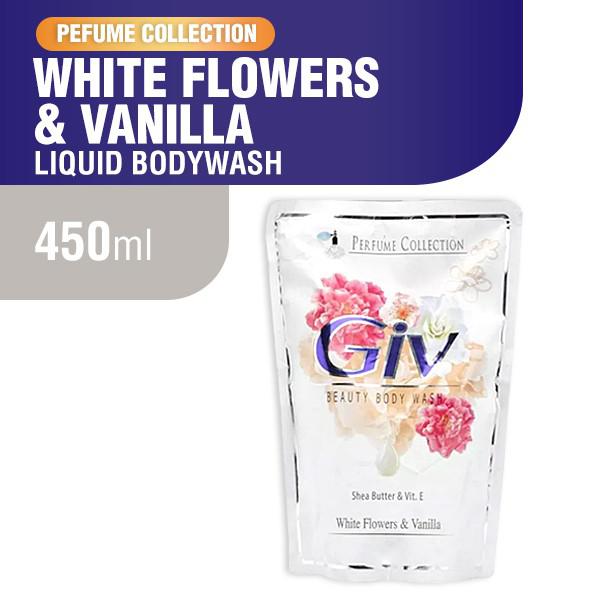 PEFUME COLLECTION
WHITE FLOWERS
& VANILLA
LIQUID BODYWASH
450ml
PERFUME COLLECTION
Giv
BEAUTY BODY WASH
Shea Butter & Vit. E
White Flowers & Vanilla